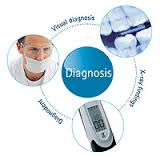 Visual diagnosis
X-ray findings
Diagnosis
Diagnodent